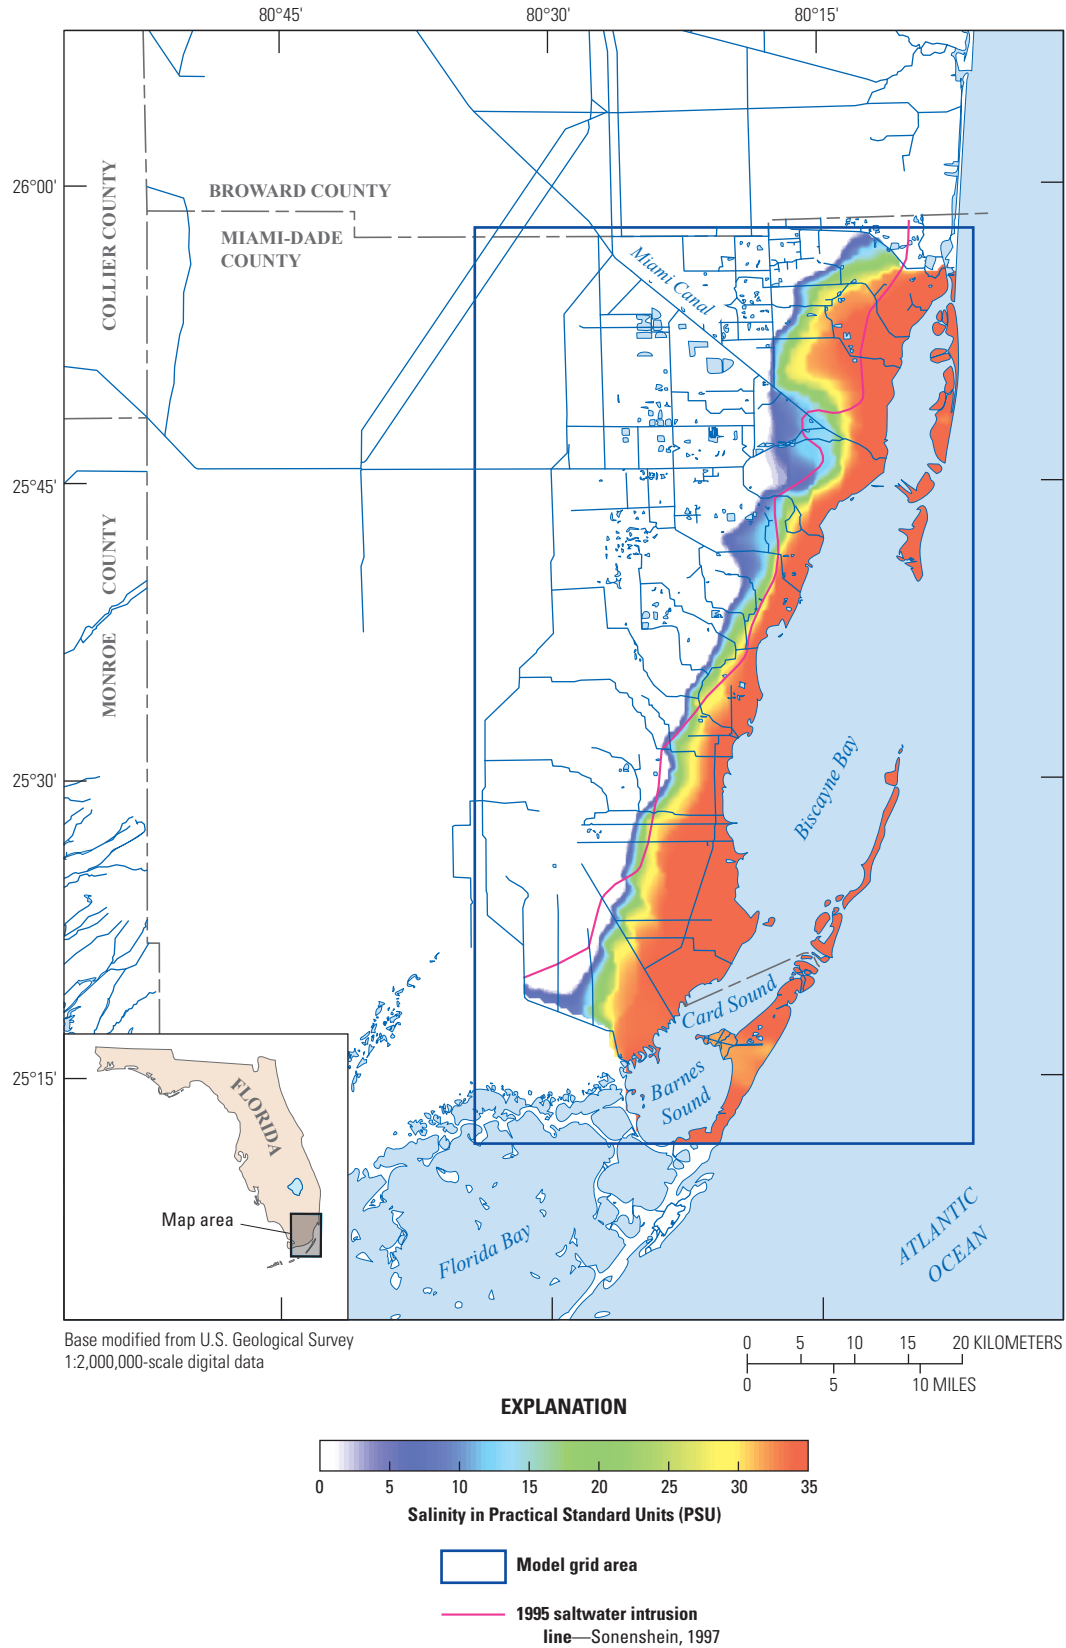 80°45' 80°30' 80°15'
26°00'
25°45'
25°30'
25°15'
COLLIER COUNTY
BROWARD COUNTY
MIAMI-DADE
COUNTY
Miami Canal
MONROE COUNTY
Biscayne Bay
Card Sound
Barnes
Sound
FLORIDA
Map area
Florida Bay
ATLANTIC
OCEAN
Base modified from U.S. Geological Survey
1:2,000,000-scale digital data
0 5 10 15 20 KILOMETERS
0 5 10 MILES
EXPLANATION
0 5 10 15 20 25 30 35
Salinity in Practical Standard Units (PSU)
Model grid area
1995 saltwater intrusion
line—Sonenshein, 1997